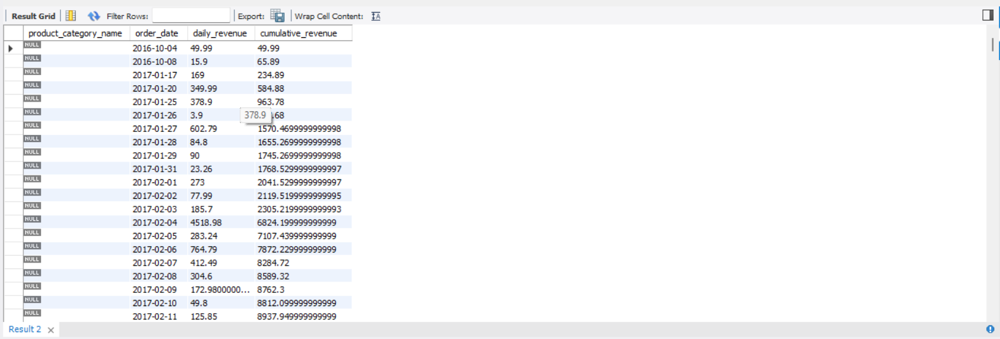 Result Grid Filter Rows: Export: Wrap Cell Content: IA
product_category_name order_date daily_revenue cumulative_revenue
NULL 2016-10-04 49.99 49.99
NULL 2016-10-08 15.9 65.89
NULL 2017-01-17 169 234.89
NULL 2017-01-20 349.99 584.88
NULL 2017-01-25 378.9 963.78
NULL 2017-01-26 3.9 378.9 .68
NULL 2017-01-27 602.79 1570.4699999999998
NULL 2017-01-28 84.8 1655.2699999999998
NULL 2017-01-29 90 1745.2699999999998
NULL 2017-01-31 23.26 1768.5299999999997
NULL 2017-02-01 273 2041.5299999999997
NULL 2017-02-02 77.99 2119.5199999999995
NULL 2017-02-03 185.7 2305.2199999999993
NULL 2017-02-04 4518.98 6824.199999999999
NULL 2017-02-05 283.24 7107.439999999999
NULL 2017-02-06 764.79 7872.229999999999
NULL 2017-02-07 412.49 8284.72
NULL 2017-02-08 304.6 8589.32
NULL 2017-02-09 172.9800000... 8762.3
NULL 2017-02-10 49.8 8812.099999999999
NULL 2017-02-11 125.85 8937.949999999999
Result 2